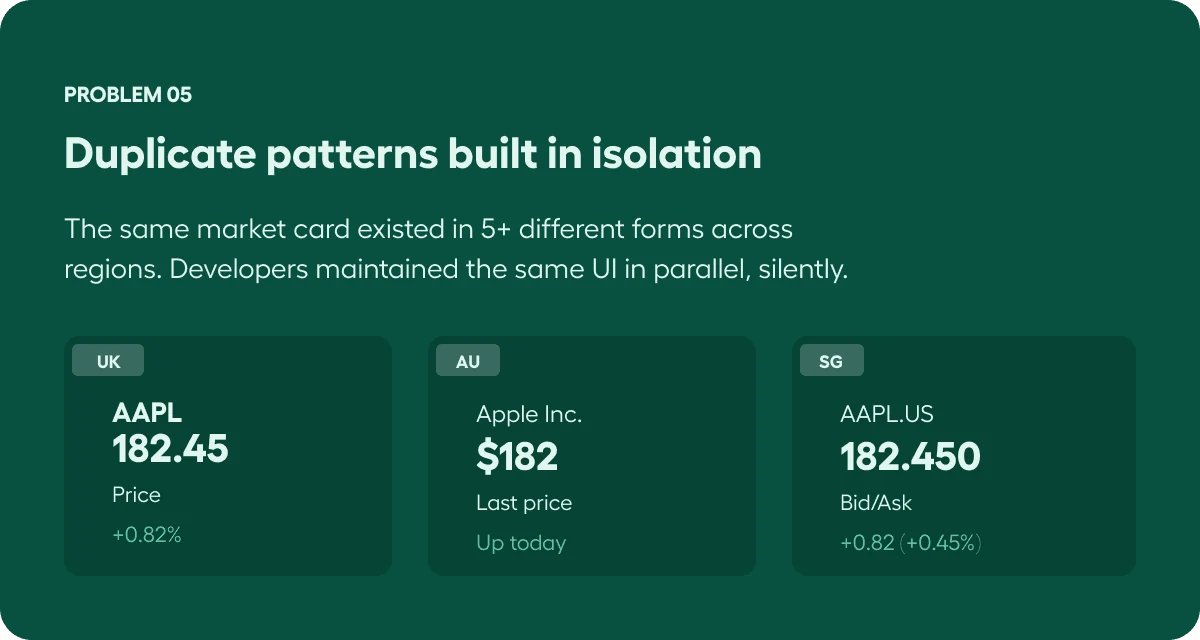 PROBLEM 05
Duplicate patterns built in isolation
The same market card existed in 5+ different forms across
regions. Developers maintained the same UI in parallel, silently.
UK
AAPL
182.45
Price
+0.82%
AU
Apple Inc.
$182
Last price
Up today
SG
AAPL.US
182.450
Bid/Ask
+0.82 (+0.45%)